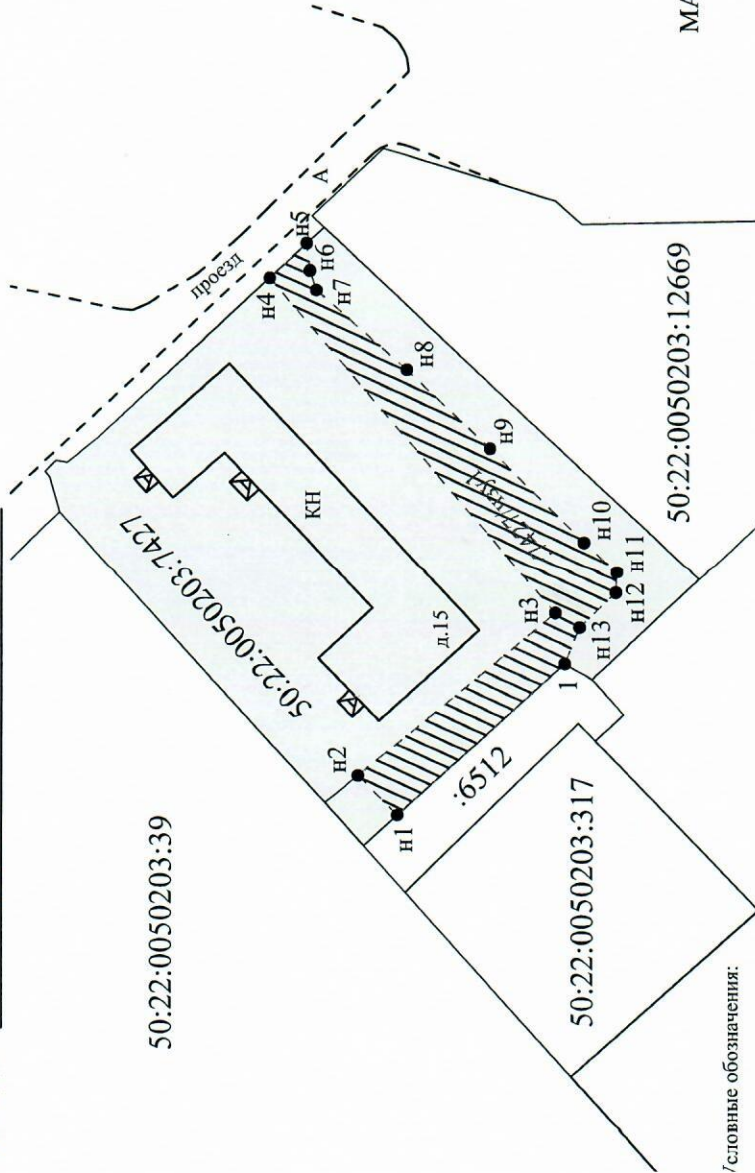 50:22:0050203:39
50:22:0050203:7427
проезд
А
КН
д.15
н1
н2
н3
н4
н5
н6
н7
н8
н9
н10
н11
н12
н13
1
:6512
50:22:0050203:317
50:22:0050203:12669
МА
словные обозначения: